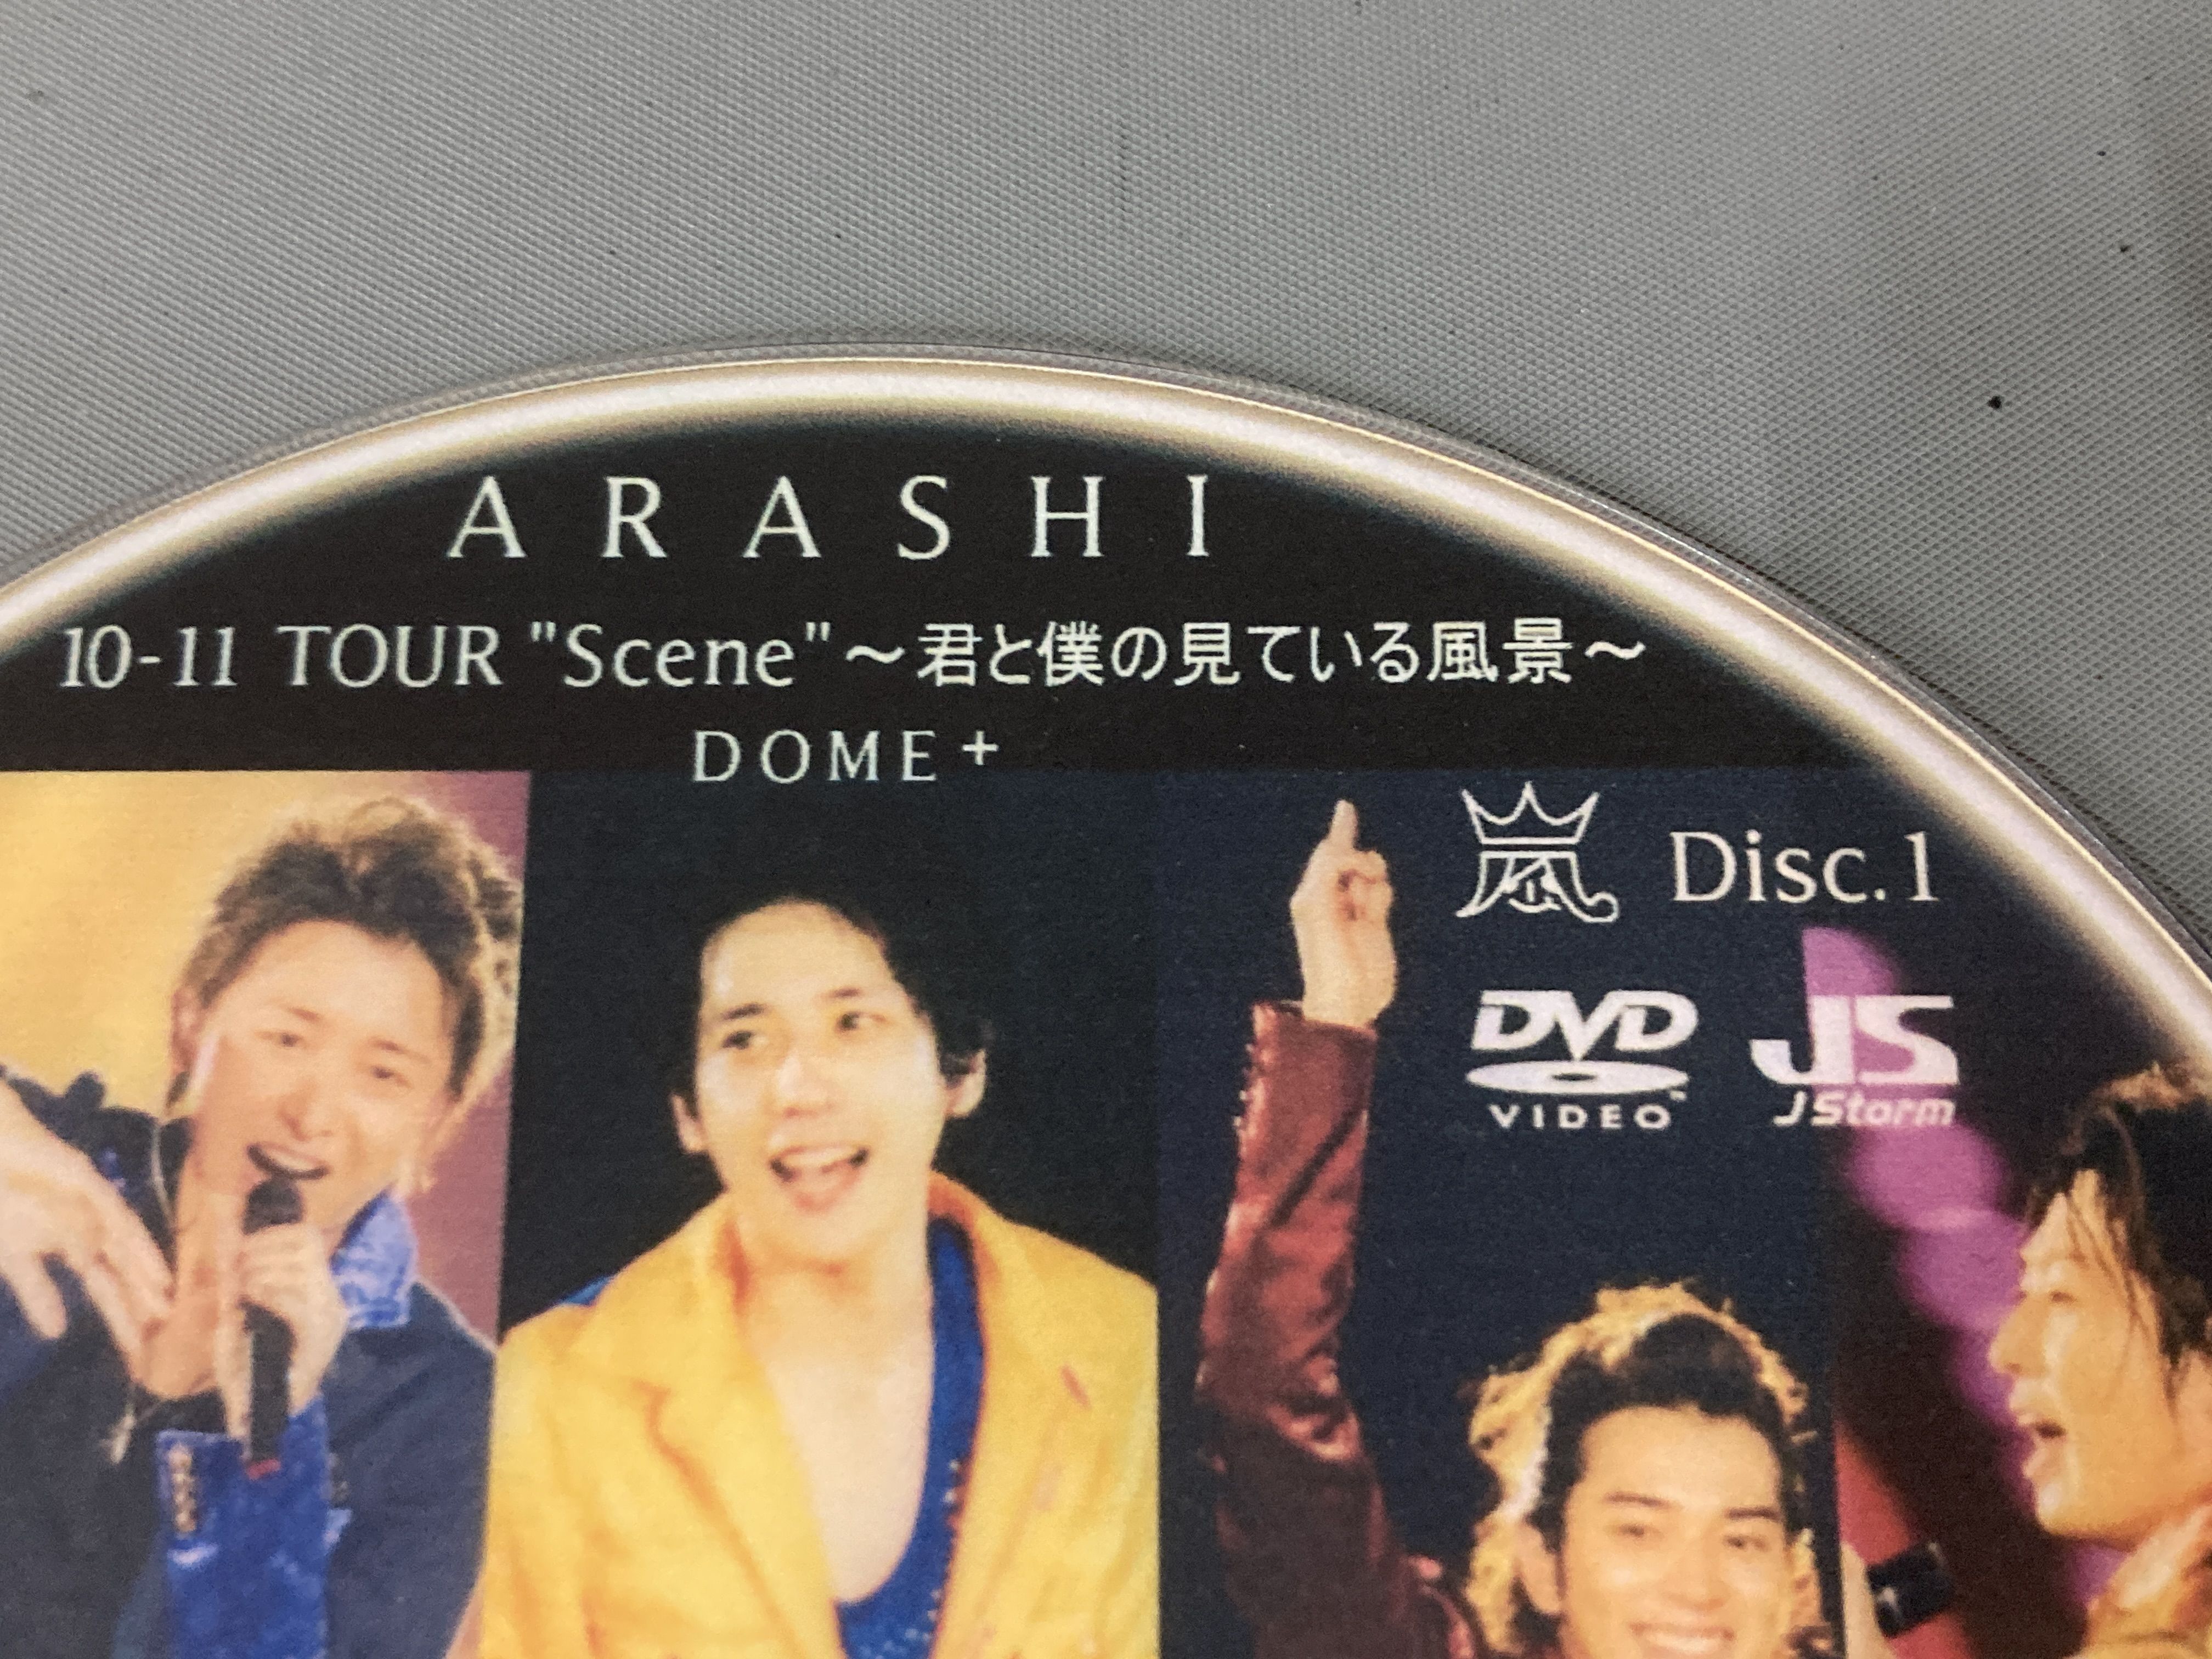 ARASHI
10-11 TOUR "Scene"～君と僕の見ている風景～
DOME+
嵐 Disc.1
DVD
VIDEO™
JS
J Storm